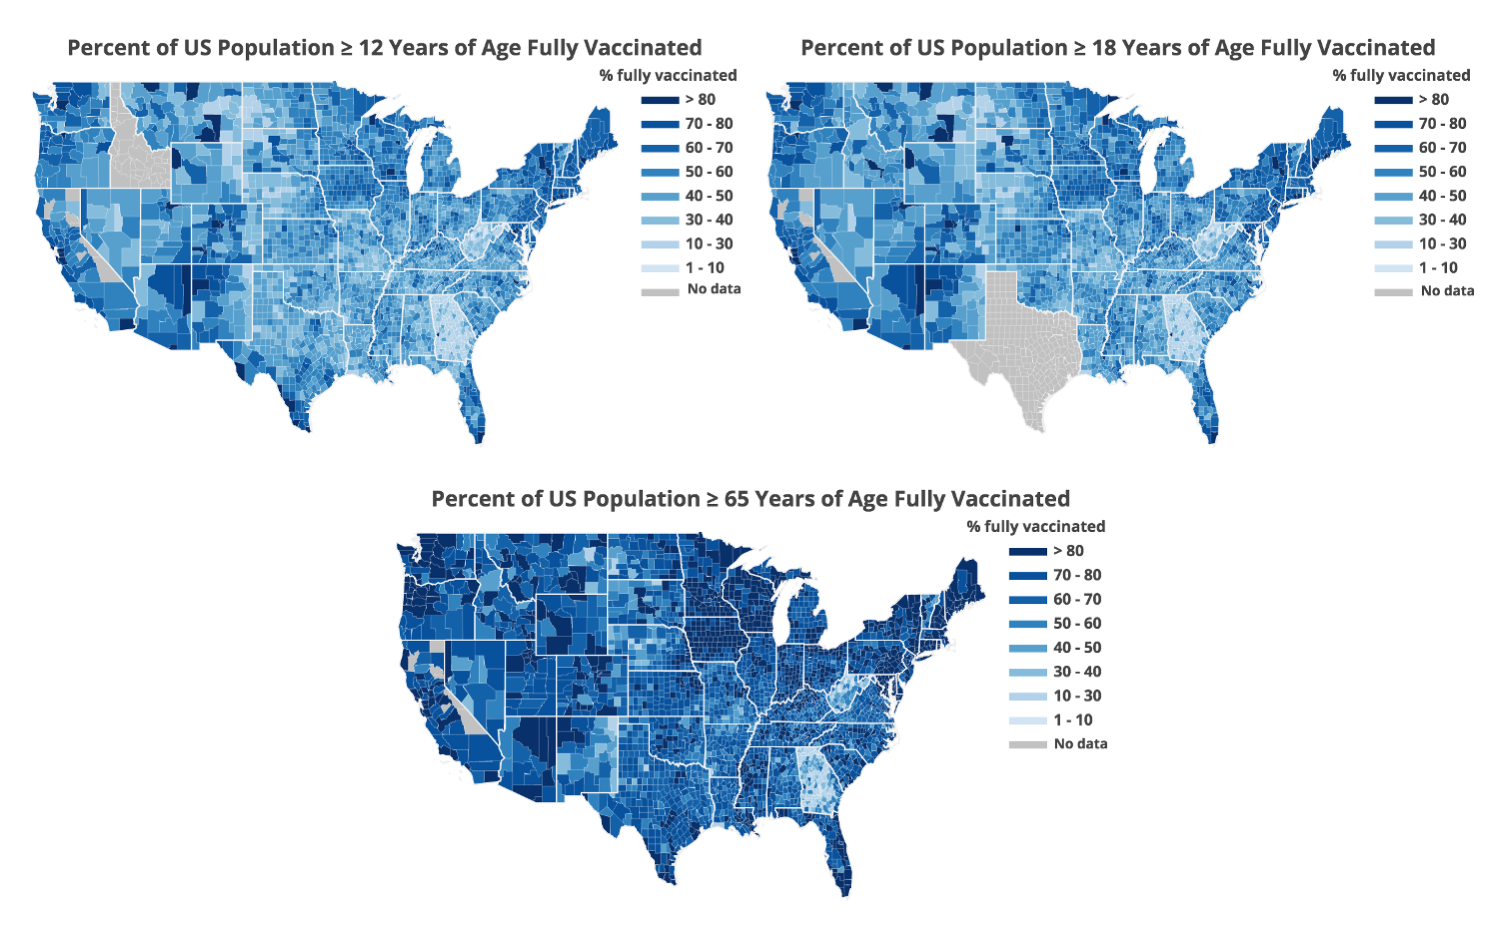 Percent of US Population ≥ 12 Years of Age Fully Vaccinated
% fully vaccinated
> 80
70 - 80
60 - 70
50 - 60
40 - 50
30 - 40
10 - 30
1 - 10
No data
Percent of US Population ≥ 18 Years of Age Fully Vaccinated
% fully vaccinated
> 80
70 - 80
60 - 70
50 - 60
40 - 50
30 - 40
10 - 30
1 - 10
No data
Percent of US Population ≥ 65 Years of Age Fully Vaccinated
% fully vaccinated
> 80
70 - 80
60 - 70
50 - 60
40 - 50
30 - 40
10 - 30
1 - 10
No data